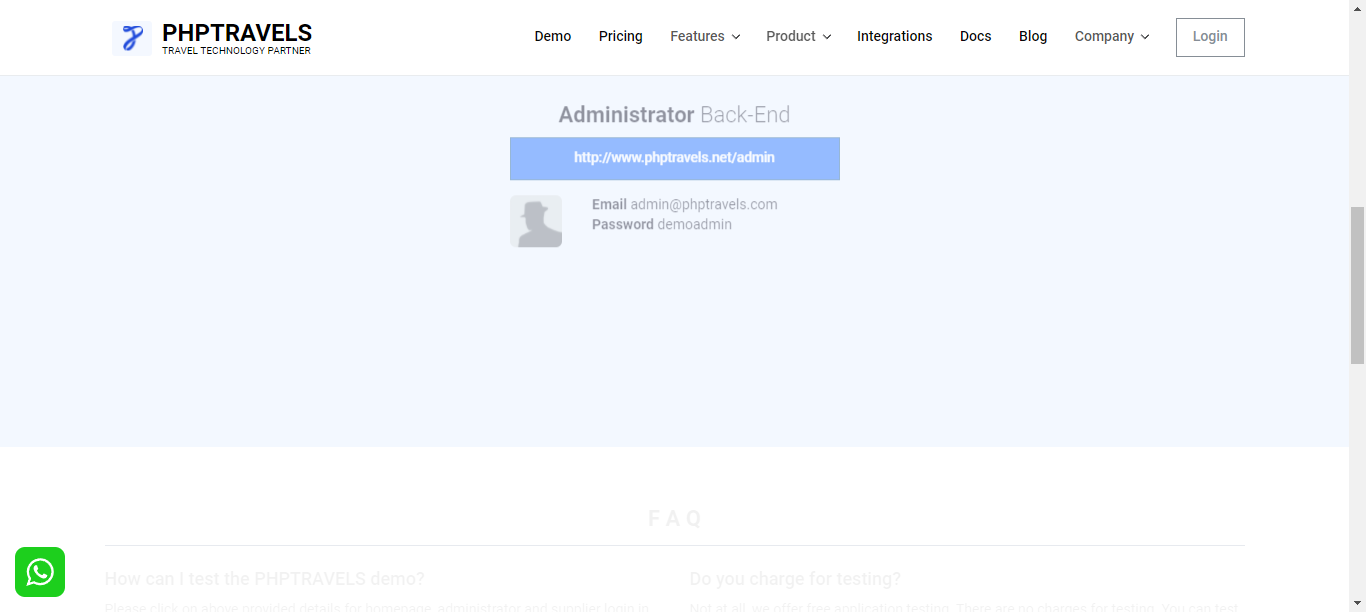 PHPTRAVELS
TRAVEL TECHNOLOGY PARTNER
Demo Pricing Features Product Integrations Docs Blog Company Login
Administrator Back-End
http://www.phptravels.net/admin
Email admin@phptravels.com
Password demoadmin
FAQ
How can I test the PHPTRAVELS demo?
Please click on above provided details for homepage, administrator and supplier login in
Do you charge for testing?
Not at all, we offer free application testing. There are no charges for testing. You can test